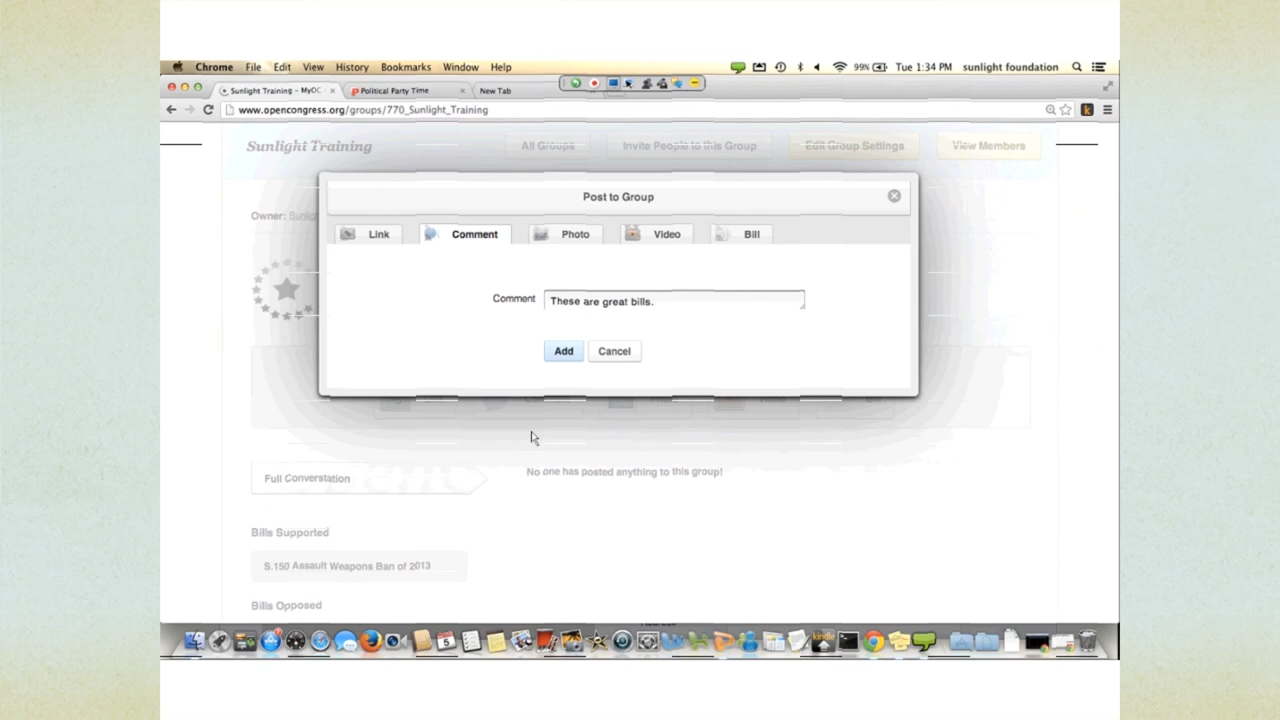 Chrome File Edit View History Bookmarks Window Help 99% Tue 1:34 PM sunlight foundation
Sunlight Training – MyOC Political Party Time New Tab
www.opencongress.org/groups/770_Sunlight_Training
Sunlight Training All Groups Invite People to this Group Edit Group Settings View Members
Post to Group
Owner: Sunlig
Link Comment Photo Video Bill
Comment These are great bills.
Add Cancel
No one has posted anything to this group!
Full Converstation
Bills Supported
S.150 Assault Weapons Ban of 2013
Bills Opposed
5
kindle